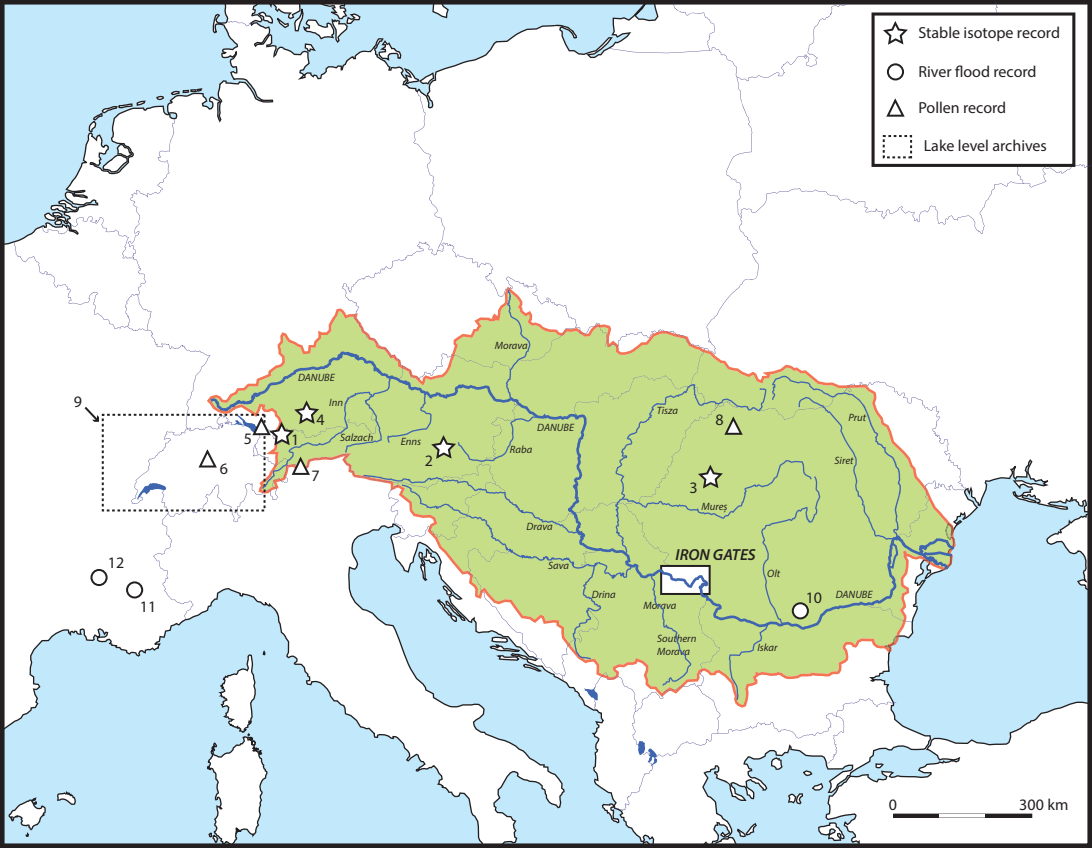 Stable isotope record
River flood record
Pollen record
Lake level archives
Morava
DANUBE
9
Inn
4
Tisza
8
Prut
5
1
Salzach
Enns
DANUBE
Raba
2
Siret
6
7
3
Mureș
Drava
IRON GATES
Sava
12
Olt
11
Drina
Morava
10
DANUBE
Southern
Morava
Iskar
0
300 km